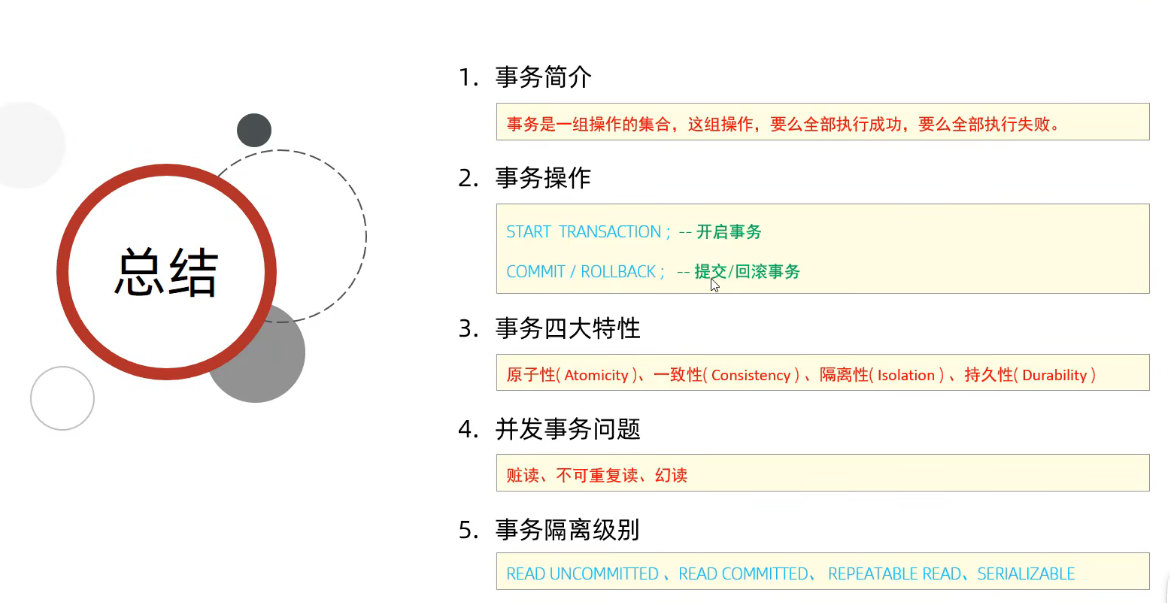 总结
1. 事务简介
事务是一组操作的集合，这组操作，要么全部执行成功，要么全部执行失败。
2. 事务操作
START TRANSACTION ; -- 开启事务
COMMIT / ROLLBACK ; -- 提交/回滚事务
3. 事务四大特性
原子性( Atomicity )、一致性( Consistency ) 、隔离性( Isolation ) 、持久性( Durability )
4. 并发事务问题
赃读、不可重复读、幻读
5. 事务隔离级别
READ UNCOMMITTED 、READ COMMITTED、 REPEATABLE READ、SERIALIZABLE